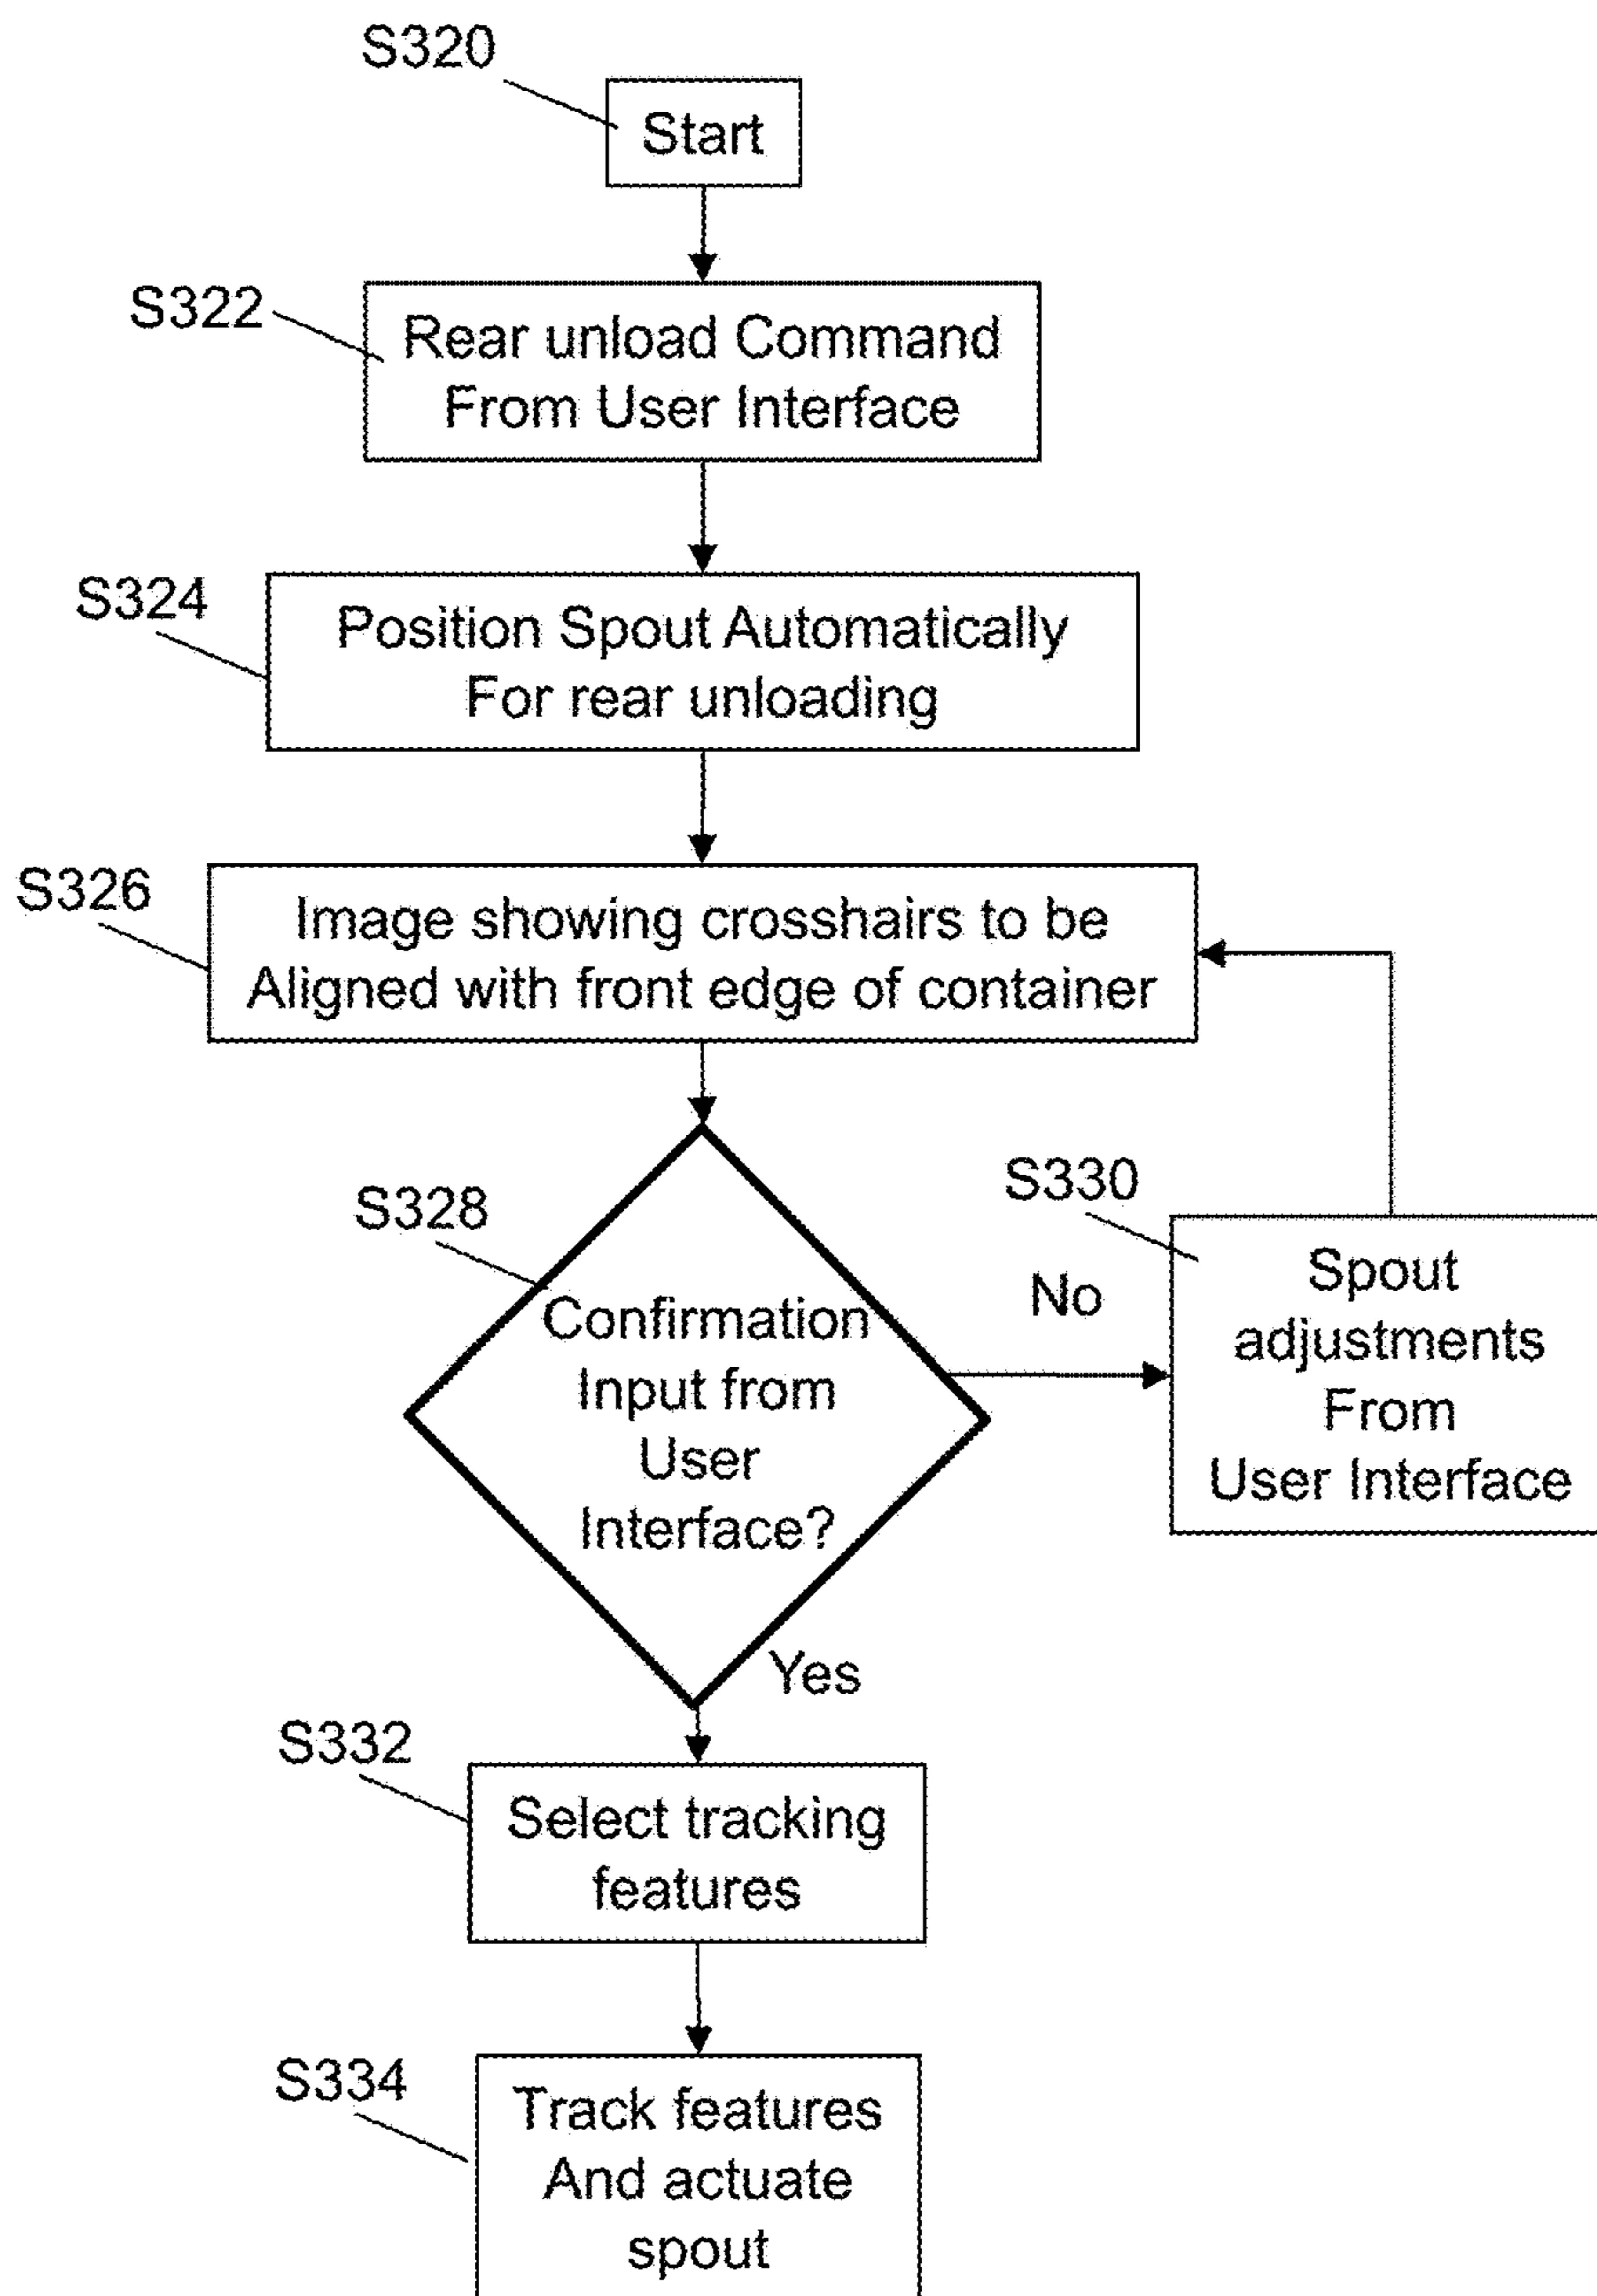 S320
Start
S322
Rear unload Command
From User Interface
S324
Position Spout Automatically
For rear unloading
S326
Image showing crosshairs to be
Aligned with front edge of container
S328
Confirmation
Input from
User
Interface?
No
S330
Spout
adjustments
From
User Interface
Yes
S332
Select tracking
features
S334
Track features
And actuate
spout